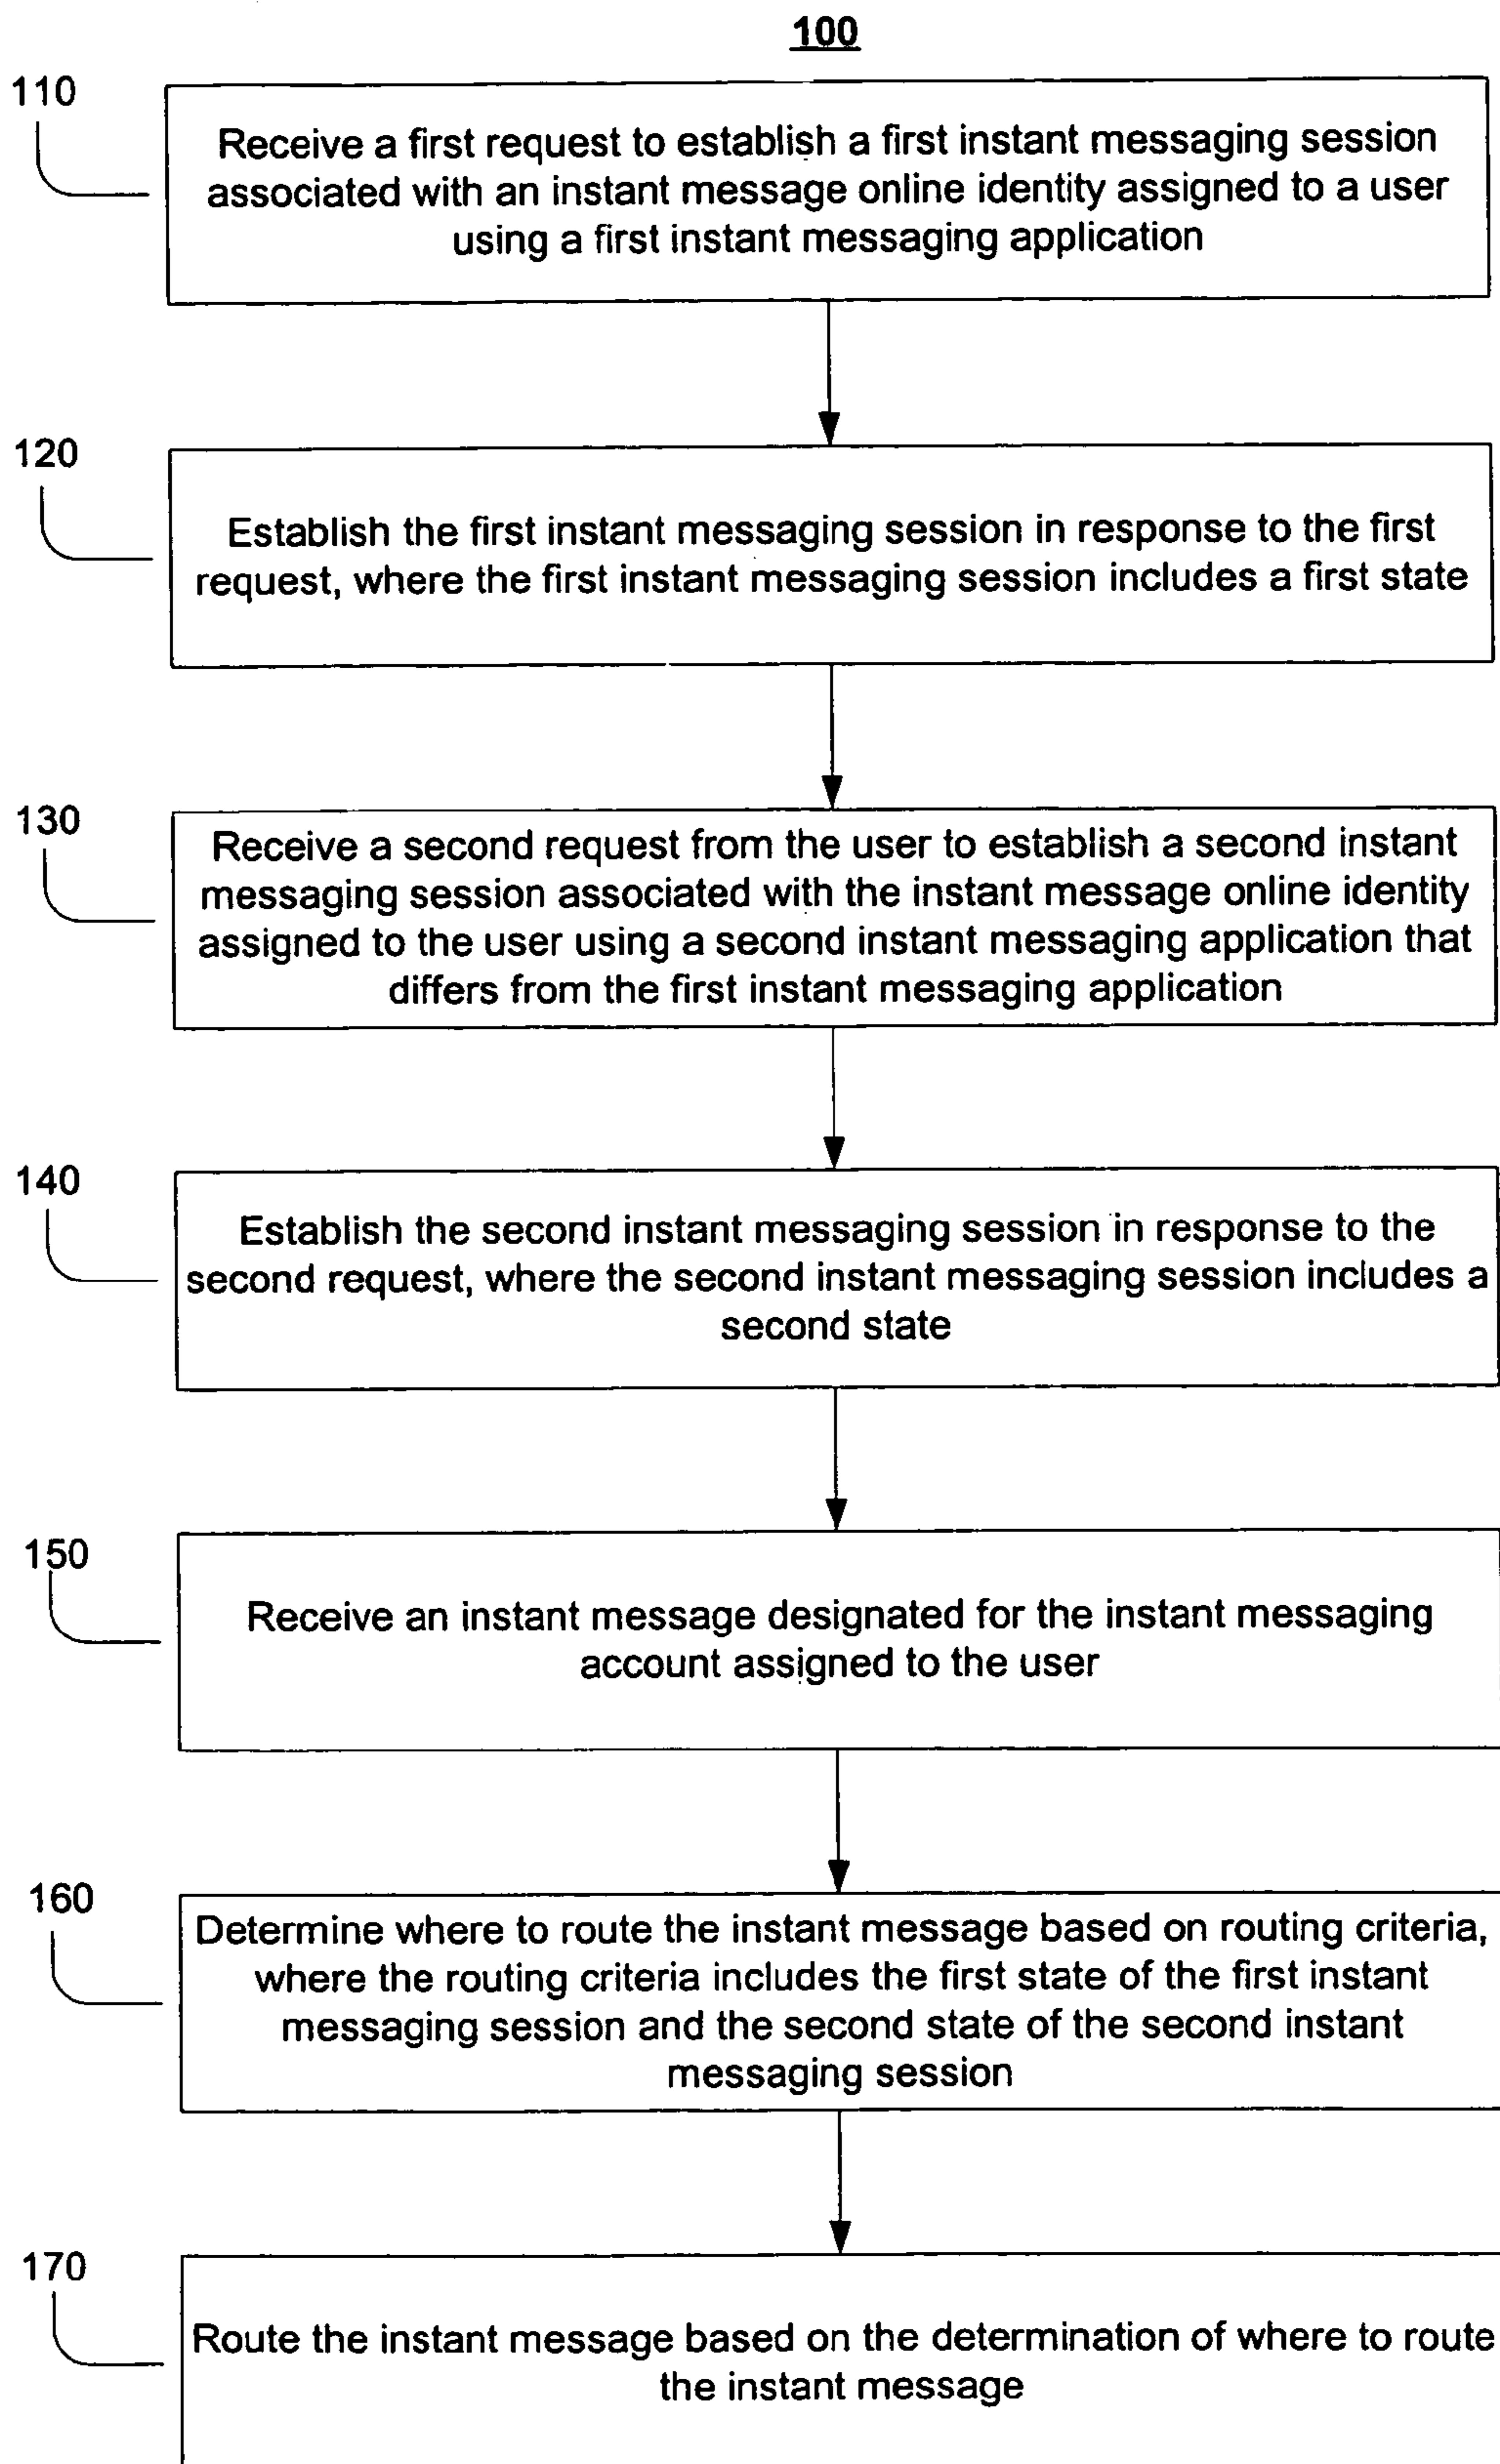 100
110
Receive a first request to establish a first instant messaging session
associated with an instant message online identity assigned to a user
using a first instant messaging application
120
Establish the first instant messaging session in response to the first
request, where the first instant messaging session includes a first state
130
Receive a second request from the user to establish a second instant
messaging session associated with the instant message online identity
assigned to the user using a second instant messaging application that
differs from the first instant messaging application
140
Establish the second instant messaging session in response to the
second request, where the second instant messaging session includes a
second state
150
Receive an instant message designated for the instant messaging
account assigned to the user
160
Determine where to route the instant message based on routing criteria,
where the routing criteria includes the first state of the first instant
messaging session and the second state of the second instant
messaging session
170
Route the instant message based on the determination of where to route
the instant message